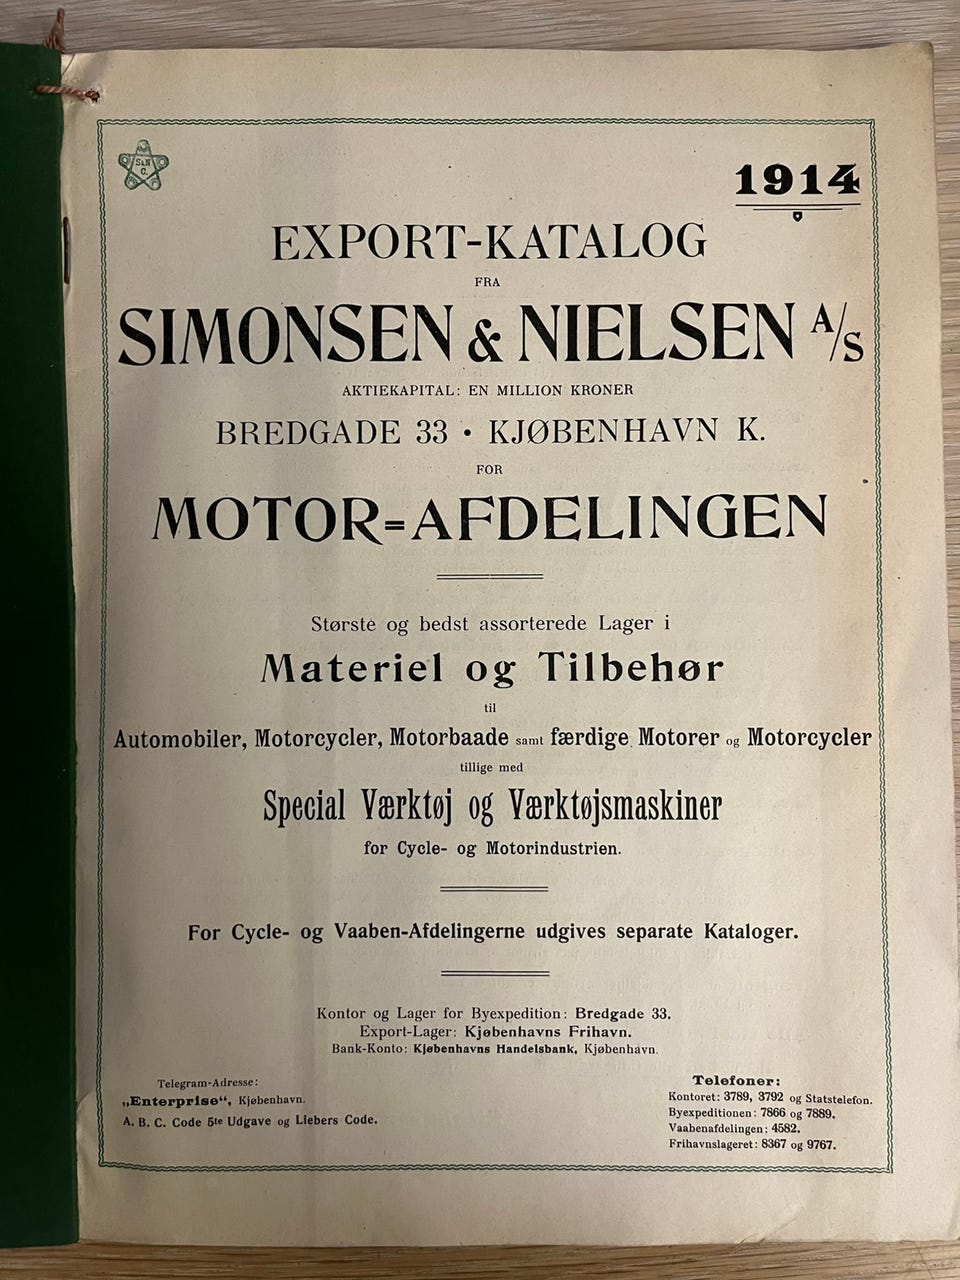 S&N
C.
1914
EXPORT-KATALOG
FRA
SIMONSEN & NIELSEN A/S
AKTIEKAPITAL: EN MILLION KRONER
BREDGADE 33 · KJØBENHAVN K.
FOR
MOTOR=AFDELINGEN
Største og bedst assorterede Lager i
Materiel og Tilbehør
til
Automobiler, Motorcycler, Motorbaade samt færdige Motorer og Motorcycler
tillige med
Special Værktøj og Værktøjsmaskiner
for Cycle- og Motorindustrien.
For Cycle- og Vaaben-Afdelingerne udgives separate Kataloger.
Kontor og Lager for Byexpedition: Bredgade 33.
Export-Lager: Kjøbenhavns Frihavn.
Bank-Konto: Kjøbenhavns Handelsbank, Kjøbenhavn.
Telegram-Adresse:
„Enterprise“, Kjøbenhavn.
A. B. C. Code 5te Udgave og Liebers Code.
Telefoner:
Kontoret: 3789, 3792 og Statstelefon.
Byexpeditionen: 7866 og 7889.
Vaabenafdelingen: 4582.
Frihavnslageret: 8367 og 9767.